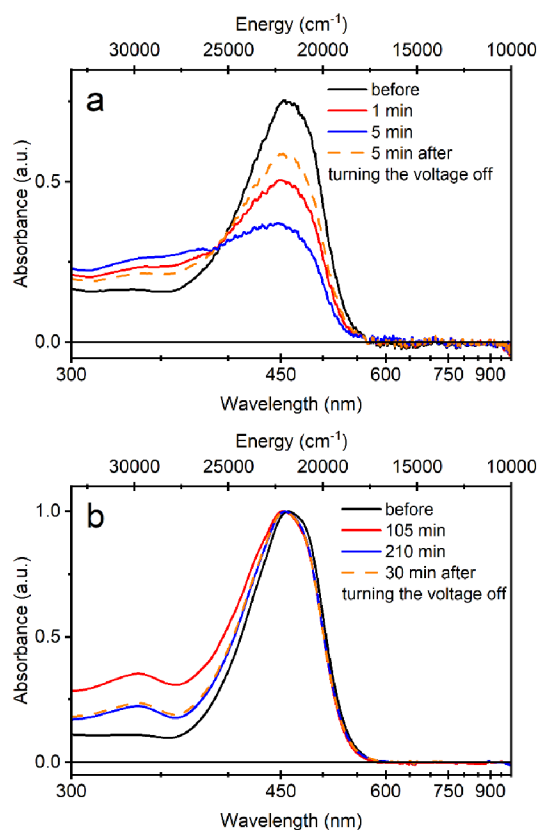 Energy (cm⁻¹)
30000 25000 20000 15000 10000
a
before
1 min
5 min
5 min after
turning the voltage off
Absorbance (a.u.)
0.5
0.0
300 450 600 750 900
Wavelength (nm)
Energy (cm⁻¹)
30000 25000 20000 15000 10000
b
before
105 min
210 min
30 min after
turning the voltage off
Absorbance (a.u.)
1.0
0.5
0.0
300 450 600 750 900
Wavelength (nm)